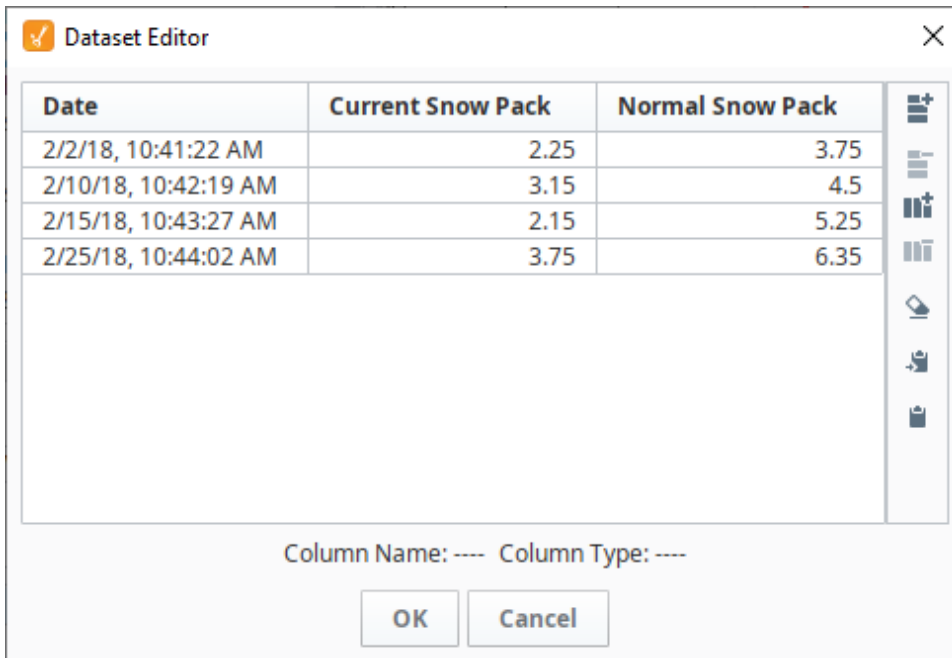 Dataset Editor
Date Current Snow Pack Normal Snow Pack
2/2/18, 10:41:22 AM 2.25 3.75
2/10/18, 10:42:19 AM 3.15 4.5
2/15/18, 10:43:27 AM 2.15 5.25
2/25/18, 10:44:02 AM 3.75 6.35
Column Name: ---- Column Type: ----
OK Cancel